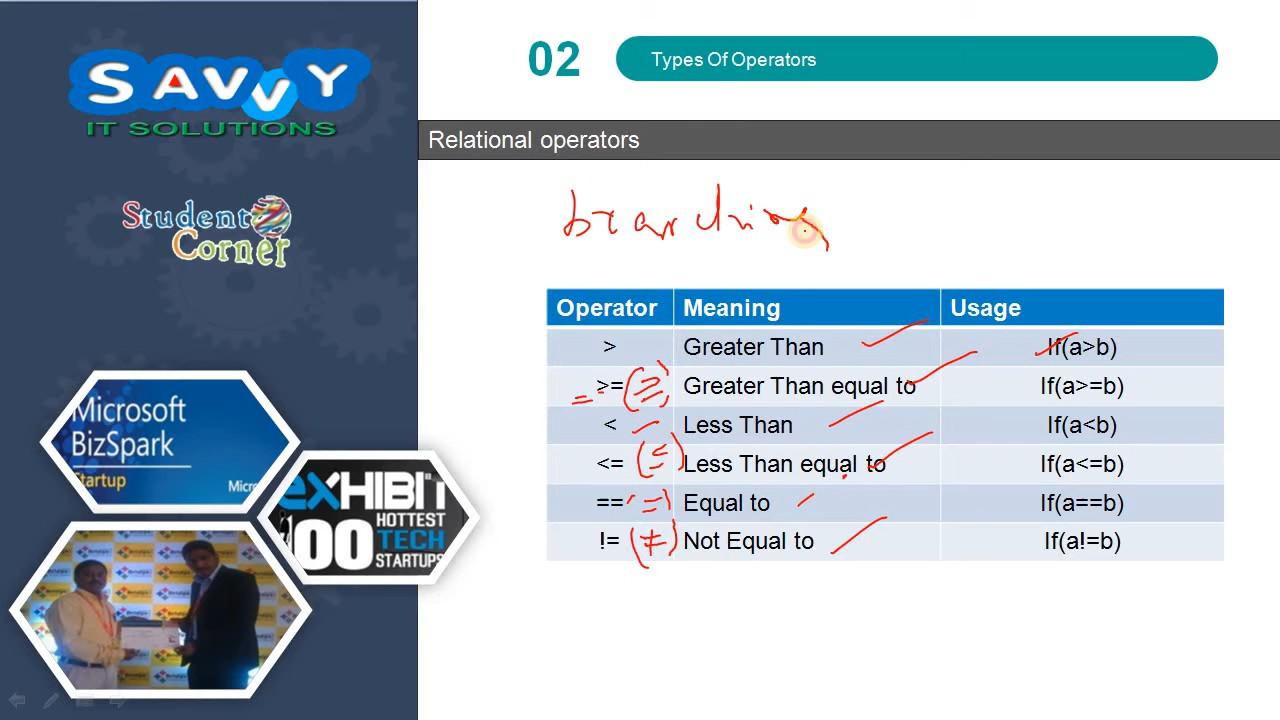 SAVVY
IT SOLUTIONS
Student
Corner
Microsoft
BizSpark
Startup
Micros
eXHIBIT
100 HOTTEST
TECH
STARTUPS
02 Types Of Operators
Relational operators
branching
Operator Meaning Usage
> Greater Than If(a>b)
>= (≥) Greater Than equal to If(a>=b)
< Less Than If(a<b)
<= (≤) Less Than equal to If(a<=b)
== (=) Equal to If(a==b)
!= (≠) Not Equal to If(a!=b)